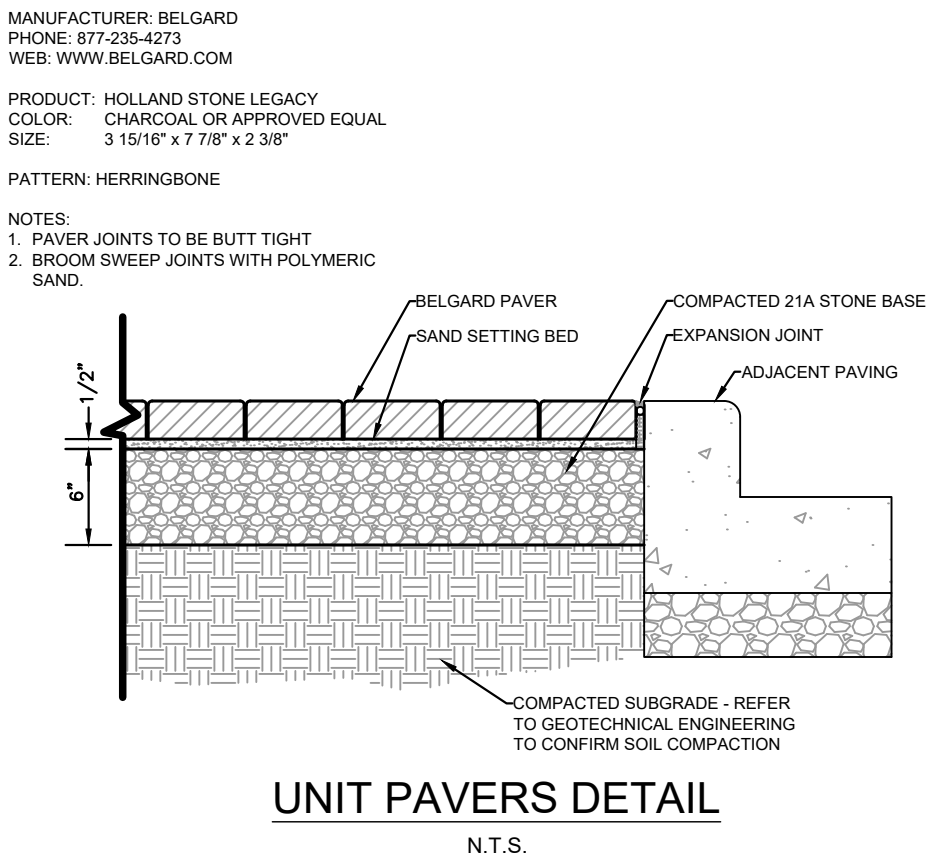 MANUFACTURER: BELGARD
PHONE: 877-235-4273
WEB: WWW.BELGARD.COM
PRODUCT: HOLLAND STONE LEGACY
COLOR: CHARCOAL OR APPROVED EQUAL
SIZE: 3 15/16" x 7 7/8" x 2 3/8"
PATTERN: HERRINGBONE
NOTES:
1. PAVER JOINTS TO BE BUTT TIGHT
2. BROOM SWEEP JOINTS WITH POLYMERIC
SAND.
BELGARD PAVER
COMPACTED 21A STONE BASE
SAND SETTING BED
EXPANSION JOINT
ADJACENT PAVING
1/2"
6"
COMPACTED SUBGRADE - REFER
TO GEOTECHNICAL ENGINEERING
TO CONFIRM SOIL COMPACTION
UNIT PAVERS DETAIL
N.T.S.